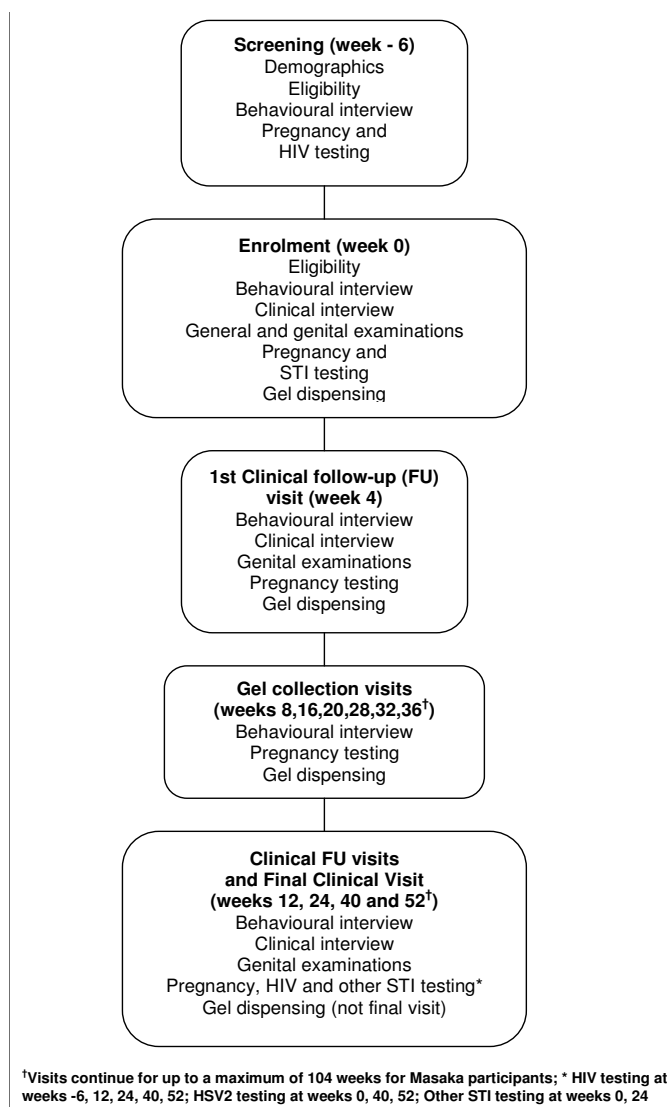 Screening (week - 6)
Demographics
Eligibility
Behavioural interview
Pregnancy and
HIV testing
Enrolment (week 0)
Eligibility
Behavioural interview
Clinical interview
General and genital examinations
Pregnancy and
STI testing
Gel dispensing
1st Clinical follow-up (FU)
visit (week 4)
Behavioural interview
Clinical interview
Genital examinations
Pregnancy testing
Gel dispensing
Gel collection visits
(weeks 8,16,20,28,32,36†)
Behavioural interview
Pregnancy testing
Gel dispensing
Clinical FU visits
and Final Clinical Visit
(weeks 12, 24, 40 and 52†)
Behavioural interview
Clinical interview
Genital examinations
Pregnancy, HIV and other STI testing*
Gel dispensing (not final visit)
†Visits continue for up to a maximum of 104 weeks for Masaka participants; * HIV testing at
weeks -6, 12, 24, 40, 52; HSV2 testing at weeks 0, 40, 52; Other STI testing at weeks 0, 24